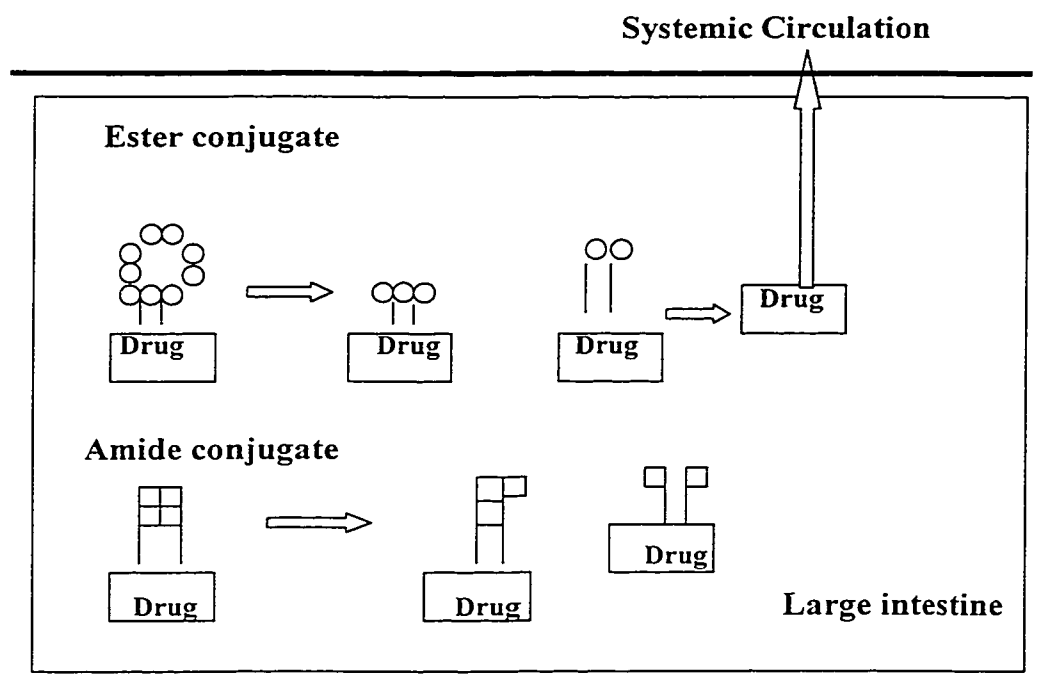 Systemic Circulation
Ester conjugate
Drug
Drug
Drug
Drug
Amide conjugate
Drug
Drug
Drug
Large intestine